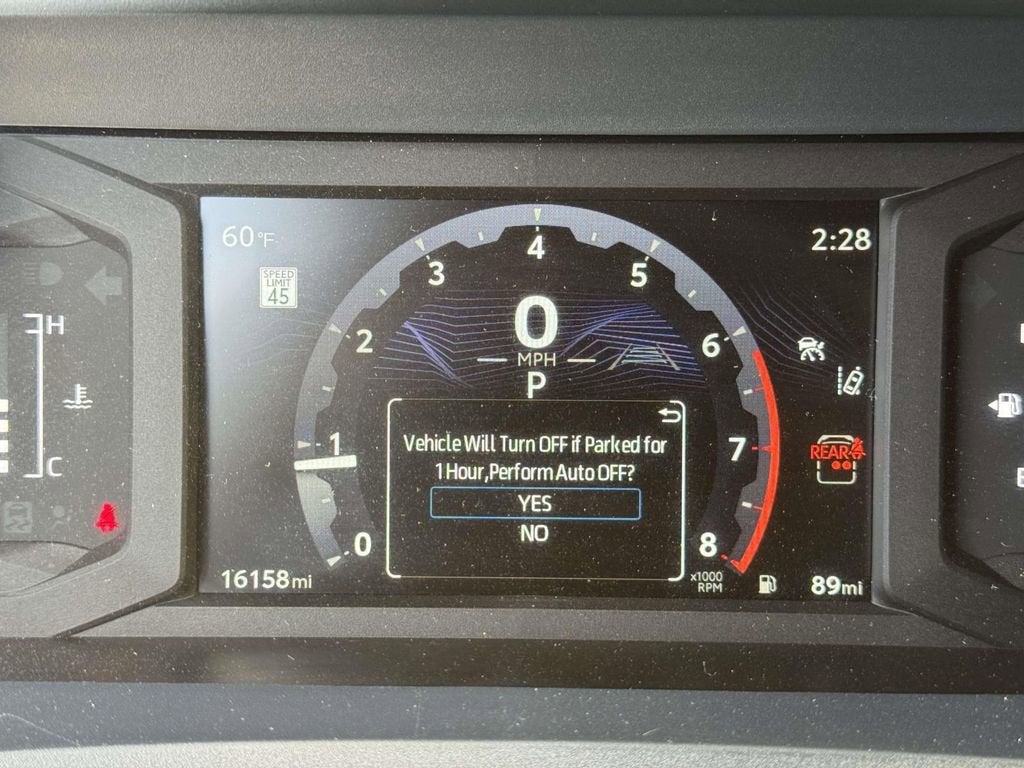 60°F
2:28
SPEED
LIMIT
45
4
3
5
2
6
0
MPH
P
H
1
7
C
REAR
Vehicle Will Turn OFF if Parked for
1 Hour,Perform Auto OFF?
YES
NO
0
8
x1000
RPM
16158mi
89mi